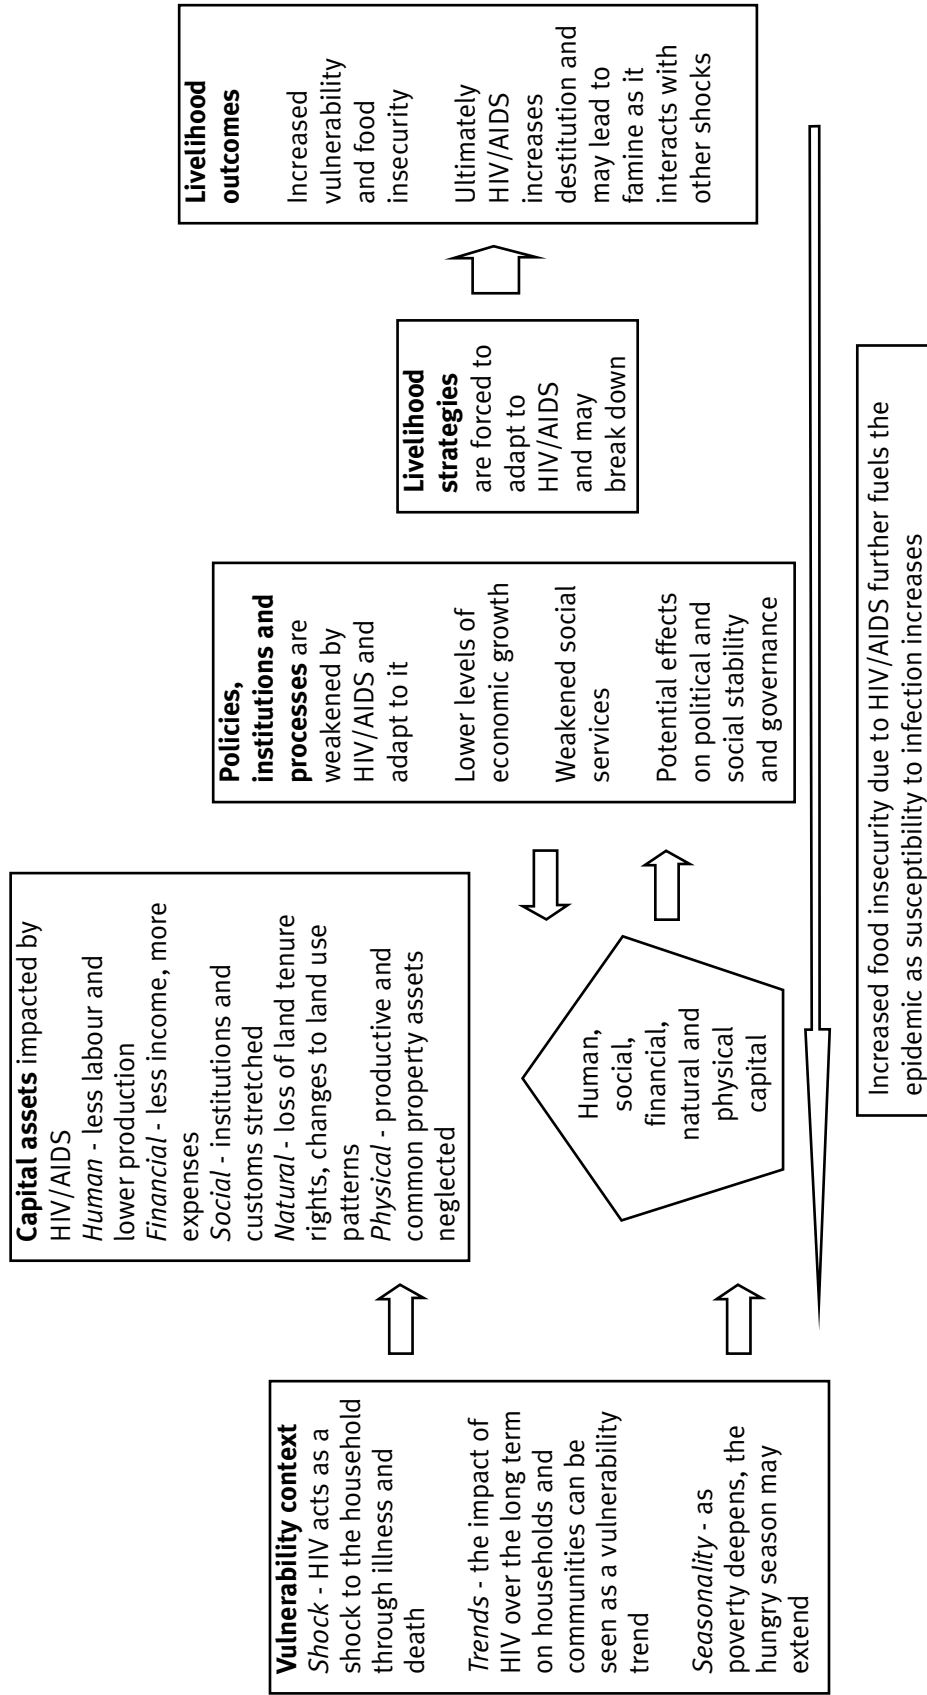 Vulnerability context
Shock - HIV acts as a
shock to the household
through illness and
death
Trends - the impact of
HIV over the long term
on households and
communities can be
seen as a vulnerability
trend
Seasonality - as
poverty deepens, the
hungry season may
extend
Capital assets impacted by
HIV/AIDS
Human - less labour and
lower production
Financial - less income, more
expenses
Social - institutions and
customs stretched
Natural - loss of land tenure
rights, changes to land use
patterns
Physical - productive and
common property assets
neglected
Human,
social,
financial,
natural and
physical
capital
Policies,
institutions and
processes are
weakened by
HIV/AIDS and
adapt to it
Lower levels of
economic growth
Weakened social
services
Potential effects
on political and
social stability
and governance
Livelihood
strategies
are forced to
adapt to
HIV/AIDS
and may
break down
Livelihood
outcomes
Increased
vulnerability
and food
insecurity
Ultimately
HIV/AIDS
increases
destitution and
may lead to
famine as it
interacts with
other shocks
Increased food insecurity due to HIV/AIDS further fuels the
epidemic as susceptibility to infection increases